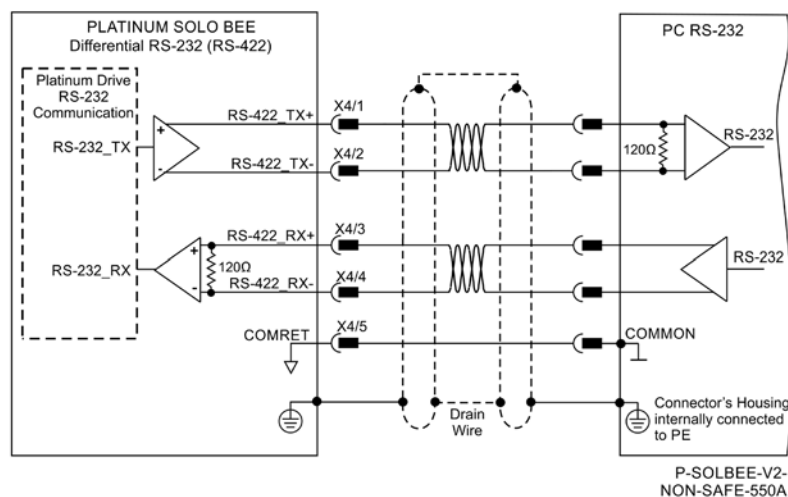 PLATINUM SOLO BEE
Differential RS-232 (RS-422)
PC RS-232
Platinum Drive
RS-232
Communication
RS-422_TX+
X4/1
RS-232_TX
+
-
RS-422_TX-
X4/2
120Ω
RS-232
RS-422_RX+
X4/3
RS-232_RX
+
-
120Ω
RS-422_RX-
X4/4
RS-232
COMRET
X4/5
COMMON
Drain
Wire
Connector's Housing
internally connected
to PE
P-SOLBEE-V2-
NON-SAFE-550A